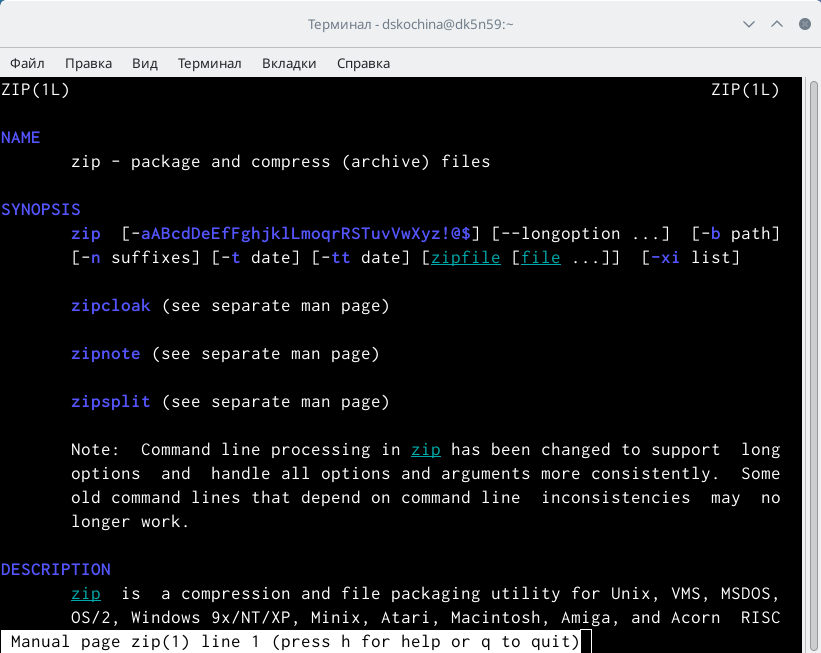 Терминал - dskochina@dk5n59:~
Файл Правка Вид Терминал Вкладки Справка
ZIP(1L) ZIP(1L)
NAME
zip - package and compress (archive) files
SYNOPSIS
zip [-aABcdDeEfFghjklLmoqrRSTuvVwXyz!@$] [--longoption ...] [-b path]
[-n suffixes] [-t date] [-tt date] [zipfile [file ...]] [-xi list]
zipcloak (see separate man page)
zipnote (see separate man page)
zipsplit (see separate man page)
Note: Command line processing in zip has been changed to support long
options and handle all options and arguments more consistently. Some
old command lines that depend on command line inconsistencies may no
longer work.
DESCRIPTION
zip is a compression and file packaging utility for Unix, VMS, MSDOS,
OS/2, Windows 9x/NT/XP, Minix, Atari, Macintosh, Amiga, and Acorn RISC
Manual page zip(1) line 1 (press h for help or q to quit)